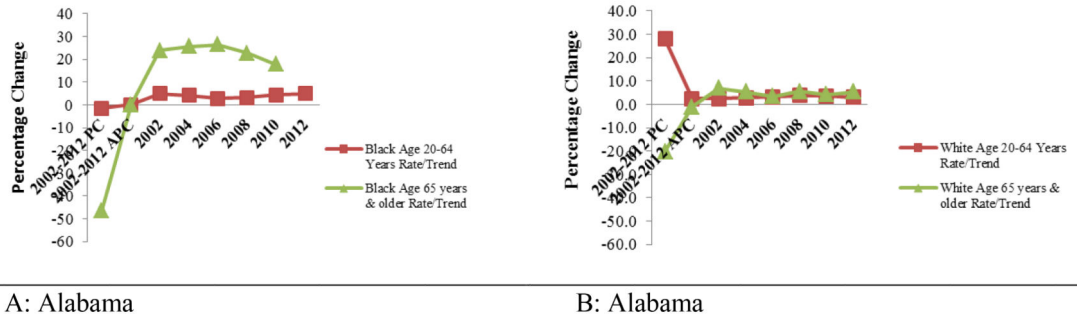 Percentage Change
40
30
20
10
0
-10
-20
-30
-40
-50
-60
2002-2012 PC
2002-2012 APC
2002
2004
2006
2008
2010
2012
Black Age 20-64
Years Rate/Trend
Black Age 65 years
& older Rate/Trend
A: Alabama
Percentage Change
40.0
30.0
20.0
10.0
0.0
-10.0
-20.0
-30.0
-40.0
-50.0
-60.0
2002-2012 PC
2002-2012 APC
2002
2004
2006
2008
2010
2012
White Age 20-64 Years
Rate/Trend
White Age 65 years &
older Rate/Trend
B: Alabama